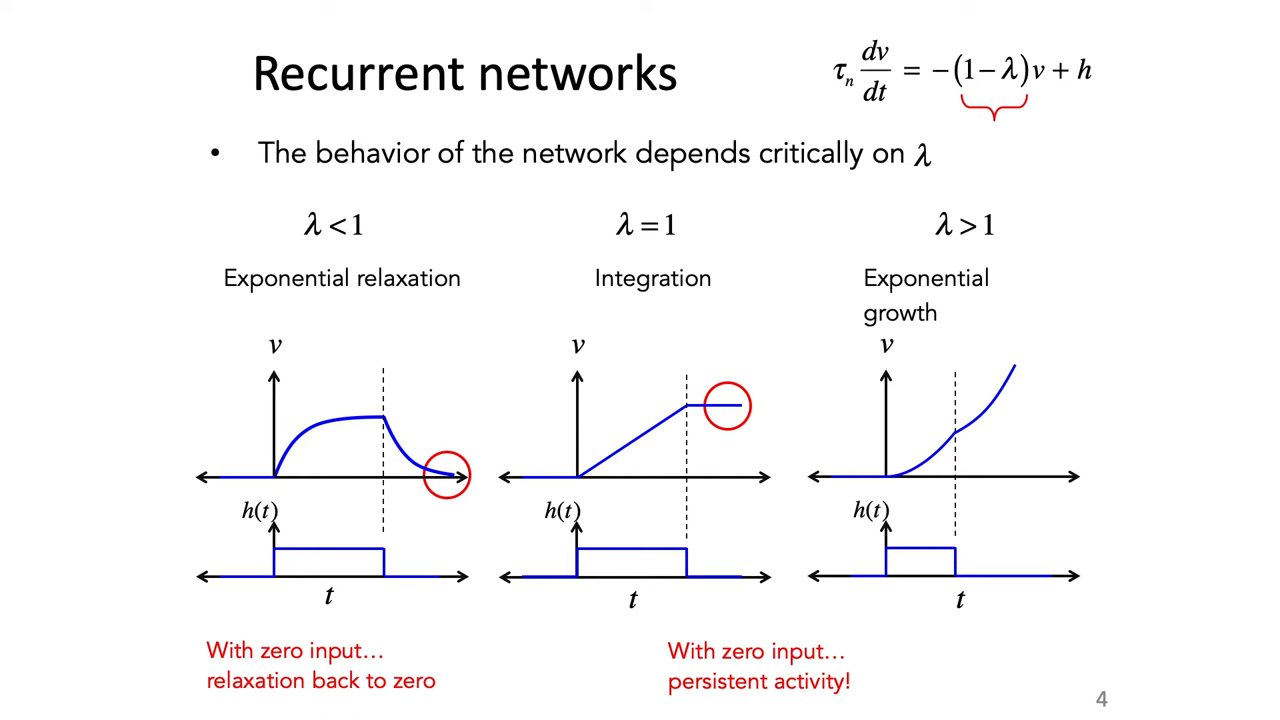 Recurrent networks
τₙ dv/dt = −(1−λ)v + h
• The behavior of the network depends critically on λ
λ < 1
λ = 1
λ > 1
Exponential relaxation
Integration
Exponential
growth
v
v
v
h(t)
h(t)
h(t)
t
t
t
With zero input…
relaxation back to zero
With zero input…
persistent activity!
4